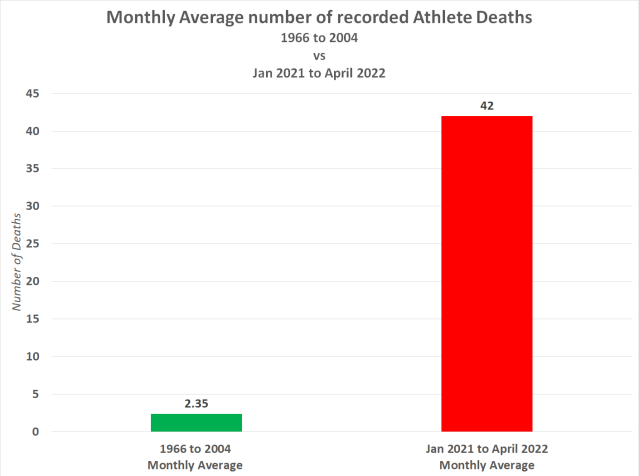 Monthly Average number of recorded Athlete Deaths
1966 to 2004
vs
Jan 2021 to April 2022
45
40
35
30
25
20
15
10
5
0
Number of Deaths
2.35
42
1966 to 2004
Monthly Average
Jan 2021 to April 2022
Monthly Average